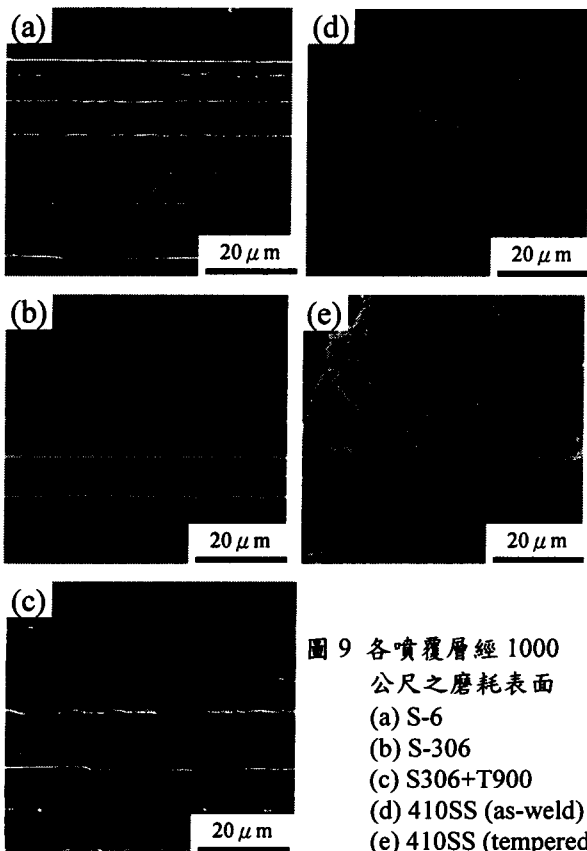 (a)
20 μm
(d)
20 μm
(b)
20 μm
(e)
20 μm
(c)
20 μm
圖 9 各噴覆層經 1000
公尺之磨耗表面
(a) S-6
(b) S-306
(c) S306+T900
(d) 410SS (as-weld)
(e) 410SS (tempered